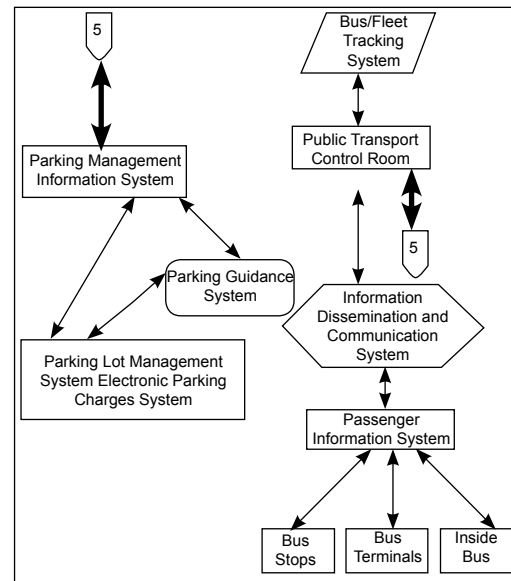 5
Parking Management
Information System
Parking Guidance
System
Parking Lot Management
System Electronic Parking
Charges System
Bus/Fleet
Tracking
System
Public Transport
Control Room
5
Information
Dissemination and
Communication
System
Passenger
Information System
Bus
Stops
Bus
Terminals
Inside
Bus